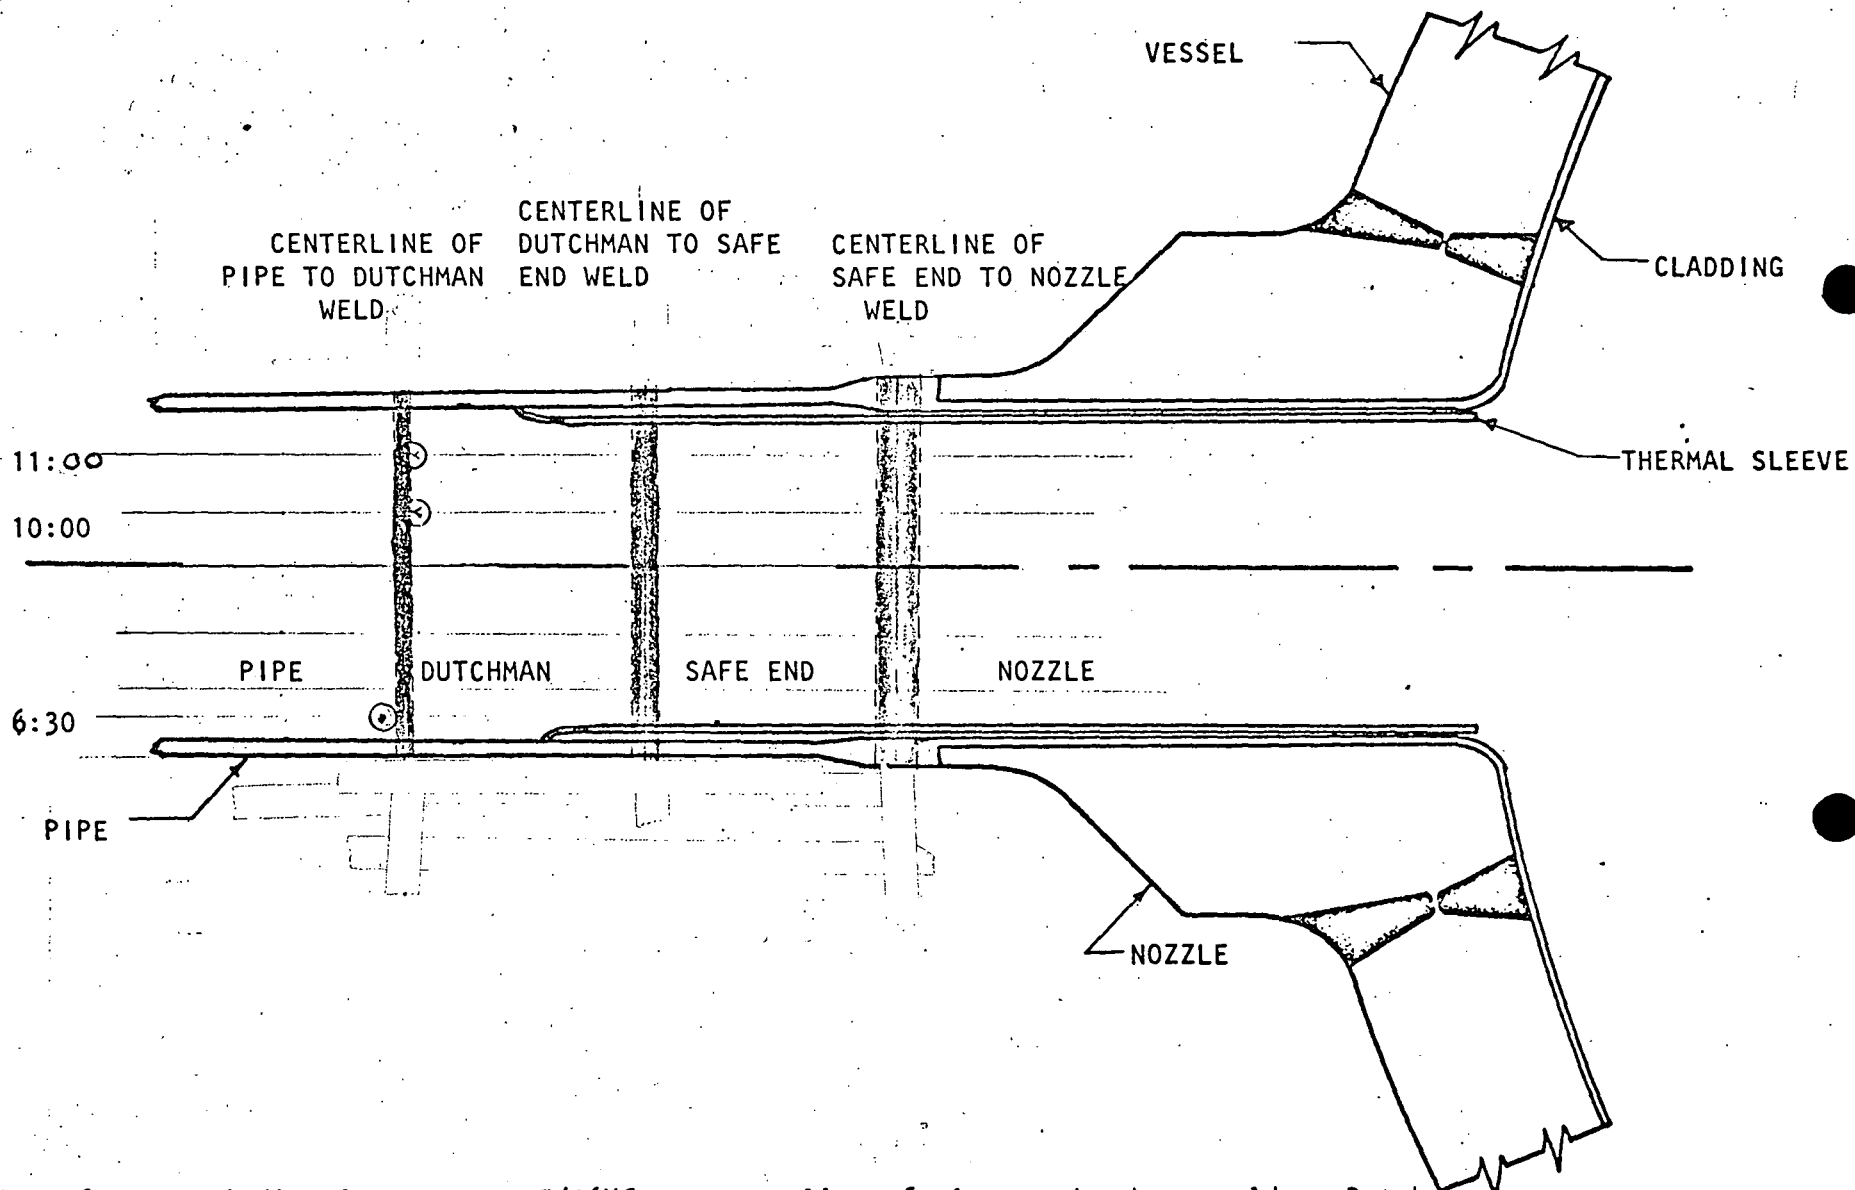 VESSEL
CENTERLINE OF
DUTCHMAN TO SAFE
END WELD
CENTERLINE OF
PIPE TO DUTCHMAN
WELD
CENTERLINE OF
SAFE END TO NOZZLE
WELD
CLADDING
THERMAL SLEEVE
11:00
10:00
PIPE
DUTCHMAN
SAFE END
NOZZLE
6:30
PIPE
NOZZLE